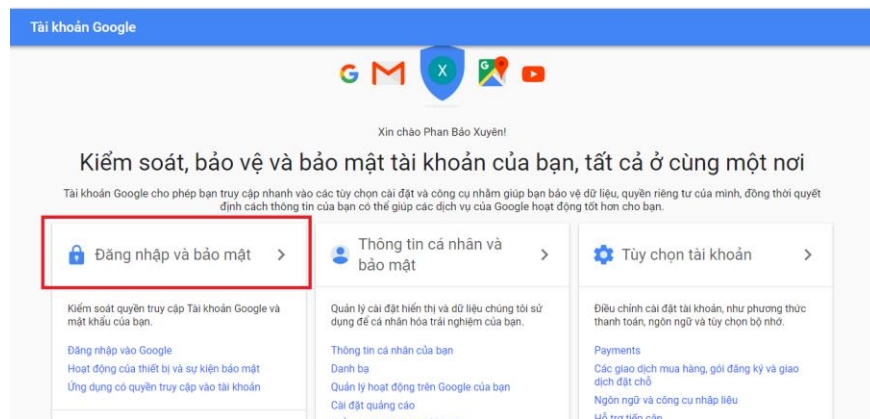 Tài khoản Google
X
Xin chào Phan Bảo Xuyên!
Kiểm soát, bảo vệ và bảo mật tài khoản của bạn, tất cả ở cùng một nơi
Tài khoản Google cho phép bạn truy cập nhanh vào các tùy chọn cài đặt và công cụ nhằm giúp bạn bảo vệ dữ liệu, quyền riêng tư của mình, đồng thời quyết
định cách thông tin của bạn có thể giúp các dịch vụ của Google hoạt động tốt hơn cho bạn.
Đăng nhập và bảo mật
Kiểm soát quyền truy cập Tài khoản Google và
mật khẩu của bạn.
Đăng nhập vào Google
Hoạt động của thiết bị và sự kiện bảo mật
Ứng dụng có quyền truy cập vào tài khoản
Thông tin cá nhân và
bảo mật
Quản lý cài đặt hiển thị và dữ liệu chúng tôi sử
dụng để cá nhân hóa trải nghiệm của bạn.
Thông tin cá nhân của bạn
Danh bạ
Quản lý hoạt động trên Google của bạn
Cài đặt quảng cáo
Tùy chọn tài khoản
Điều chỉnh cài đặt tài khoản, như phương thức
thanh toán, ngôn ngữ và tùy chọn bộ nhớ.
Payments
Các giao dịch mua hàng, gói đăng ký và giao
dịch đặt chỗ
Ngôn ngữ và công cụ nhập liệu
Hỗ trợ tiếp cận